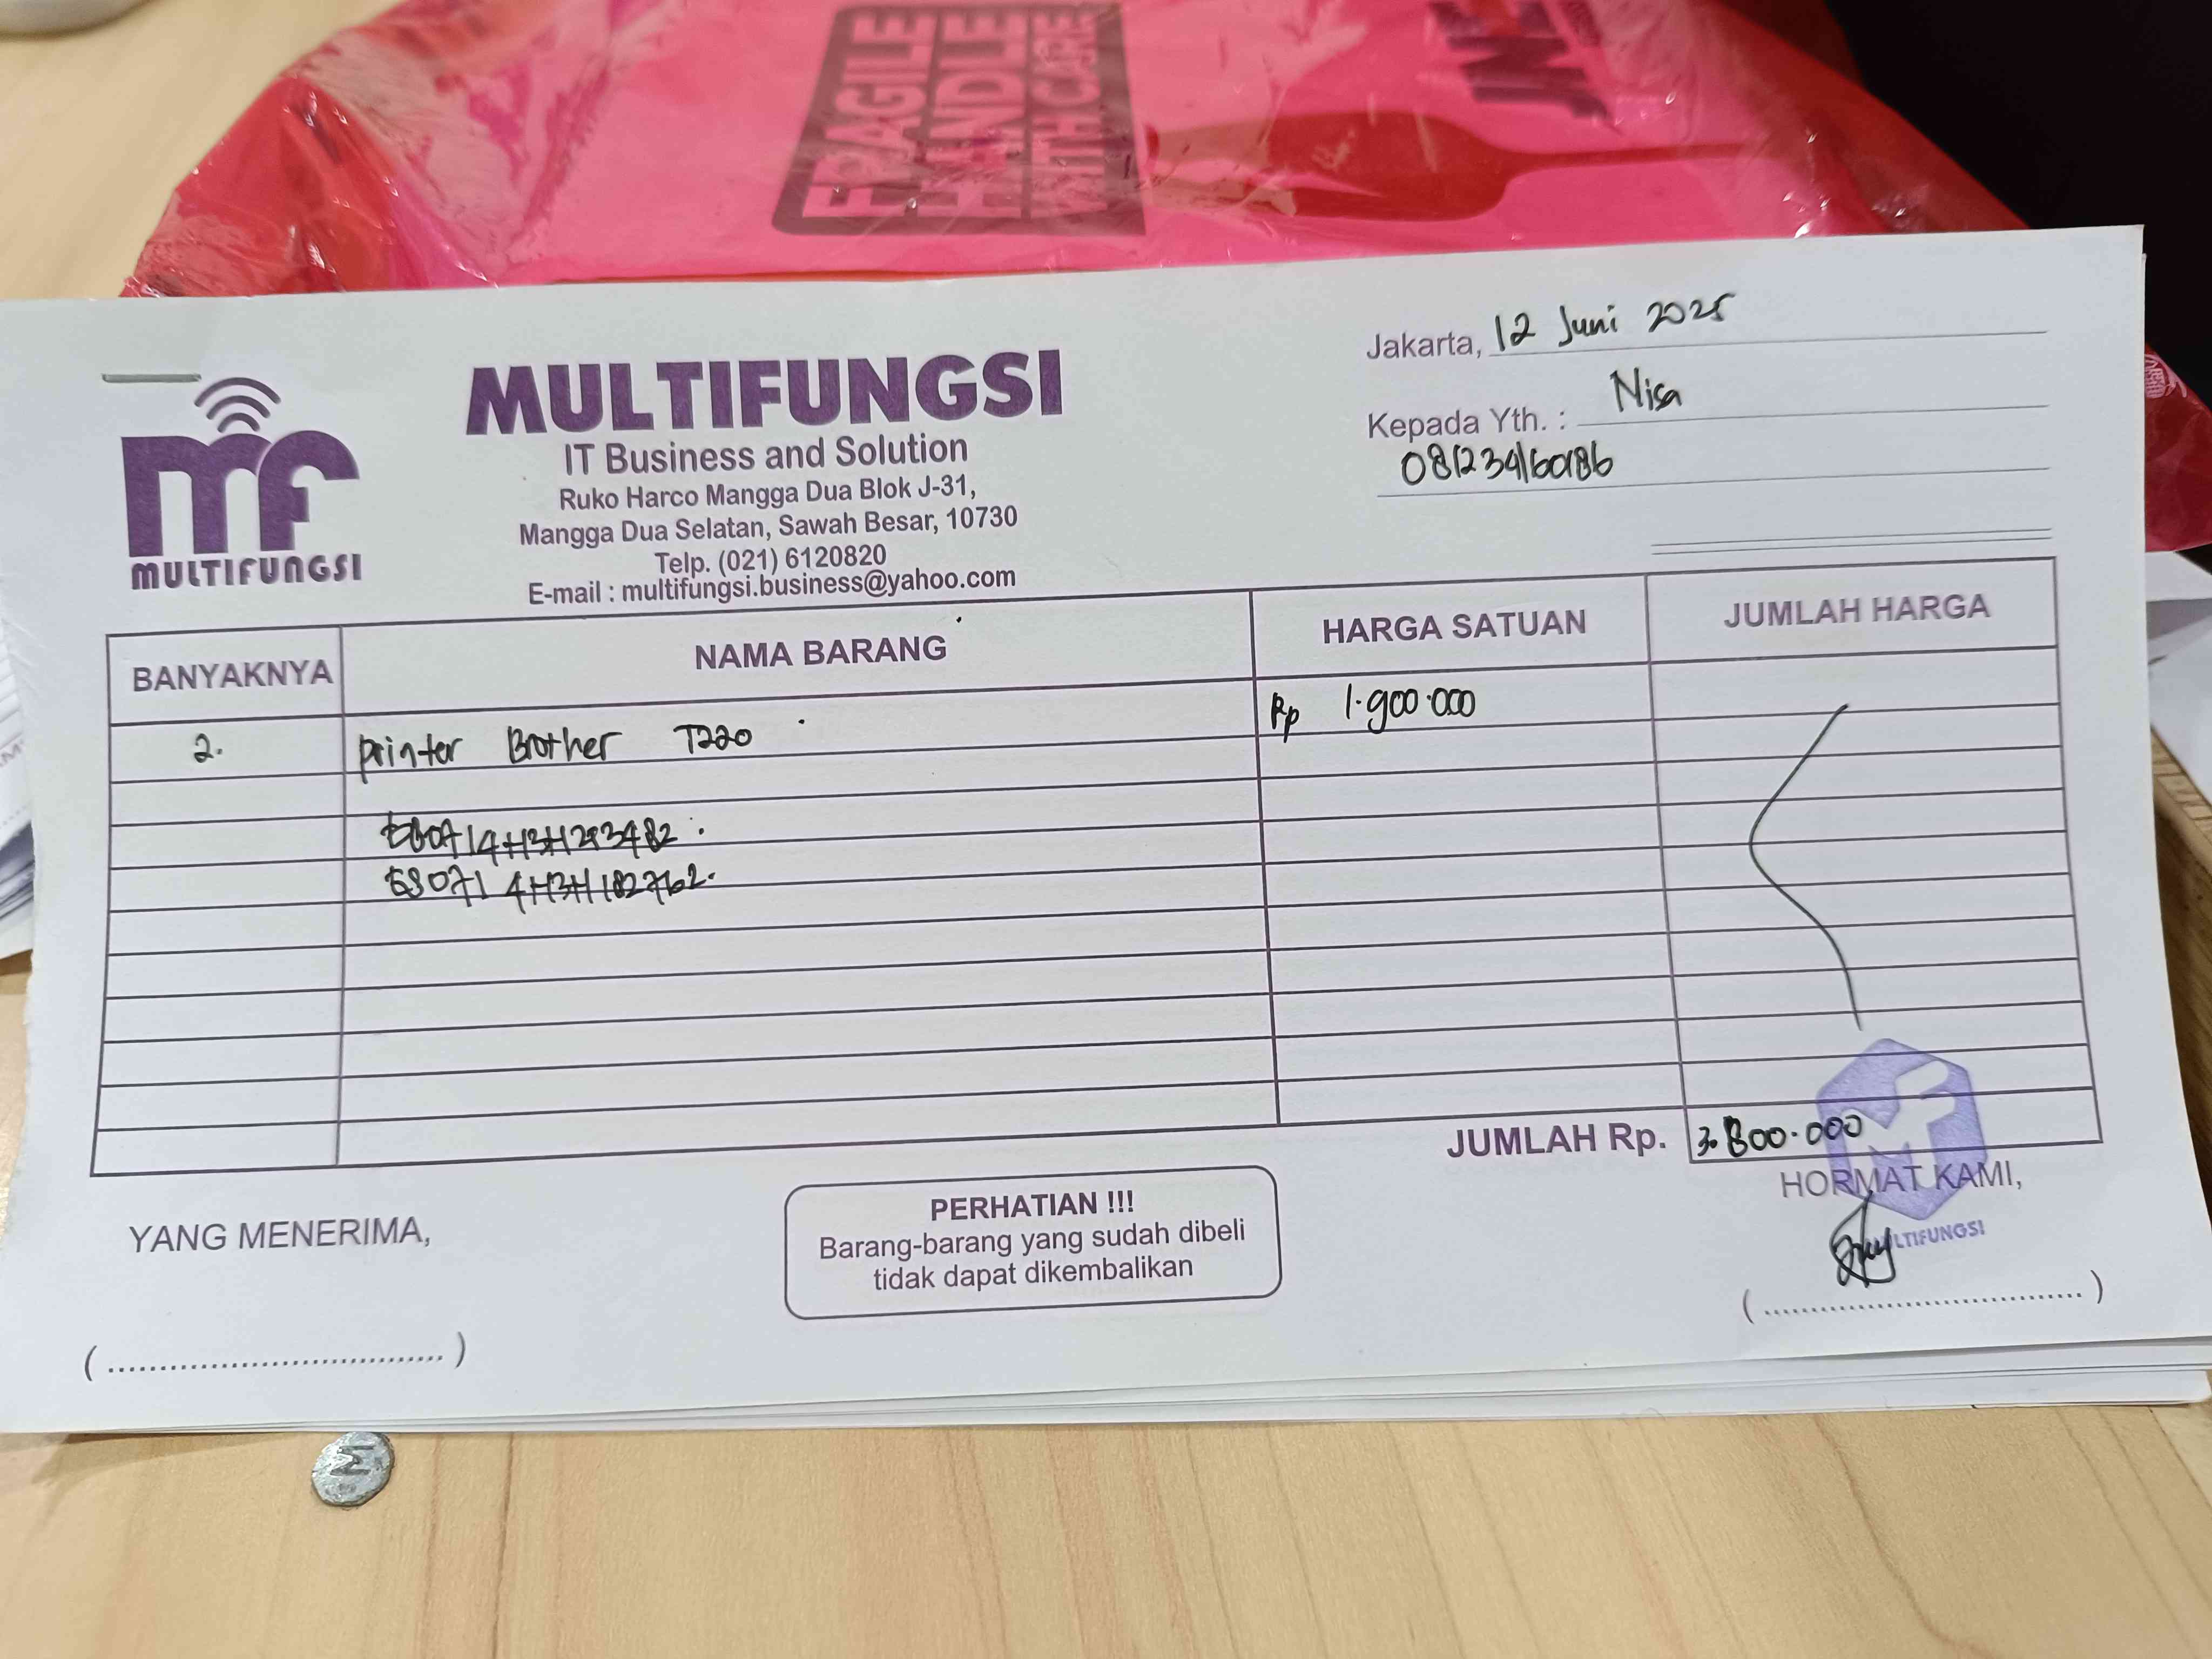 FRAGILE
HANDLE
WITH CARE
JNE
Jakarta, 12 Juni 2025
Kepada Yth. : Nisa
081234160186
mf
MULTIFUNGSI
MULTIFUNGSI
IT Business and Solution
Ruko Harco Mangga Dua Blok J-31,
Mangga Dua Selatan, Sawah Besar, 10730
Telp. (021) 6120820
E-mail : multifungsi.business@yahoo.com
BANYAKNYA NAMA BARANG HARGA SATUAN JUMLAH HARGA
2. printer Brother T220 Rp 1.900.000
E80714H3H182762.
JUMLAH Rp. 3.800.000
HORMAT KAMI,
MULTIFUNGSI
YANG MENERIMA,
PERHATIAN !!!
Barang-barang yang sudah dibeli
tidak dapat dikembalikan
(..................................)
(..................................)